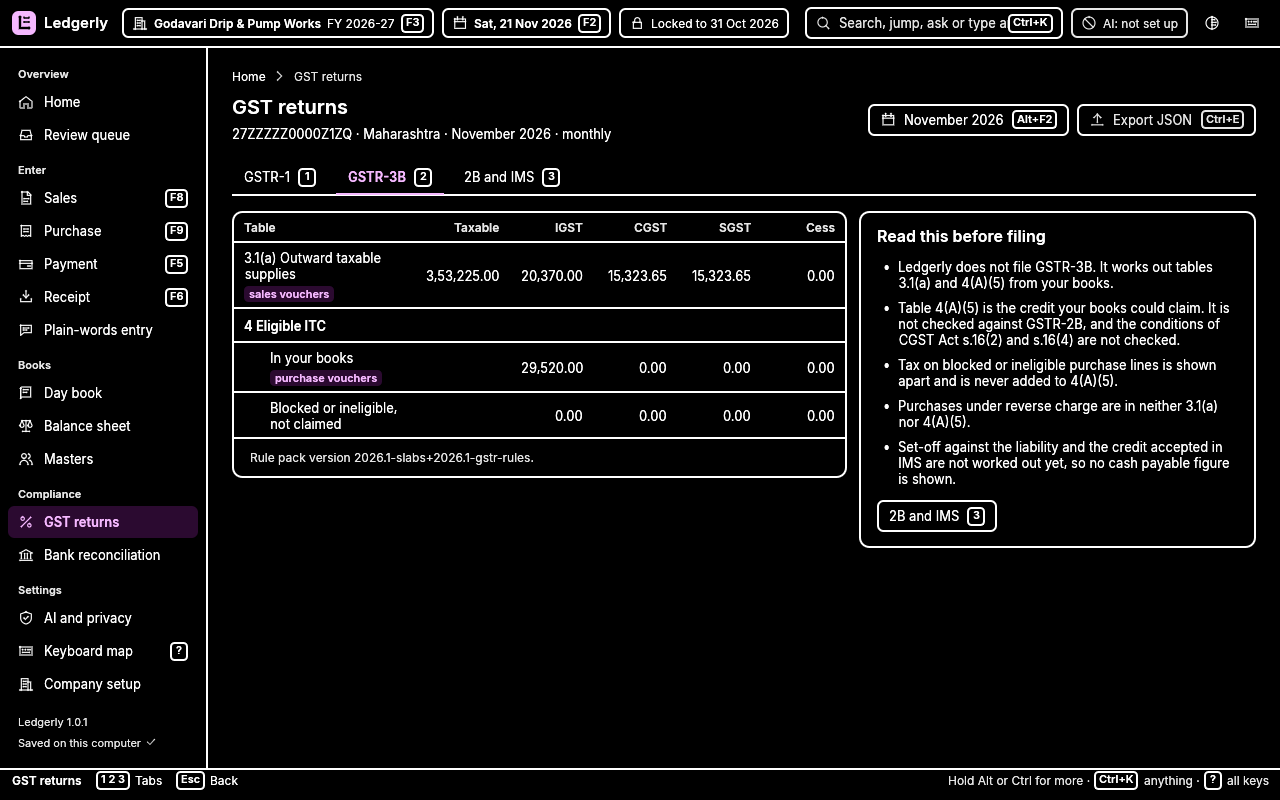 Ledgerly
Godavari Drip & Pump Works FY 2026-27 F3
Sat, 21 Nov 2026 F2
Locked to 31 Oct 2026
Search, jump, ask or type a Ctrl+K
AI: not set up
Overview
Home
Review queue
Enter
Sales F8
Purchase F9
Payment F5
Receipt F6
Plain-words entry
Books
Day book
Balance sheet
Masters
Compliance
GST returns
Bank reconciliation
Settings
AI and privacy
Keyboard map ?
Company setup
Ledgerly 1.0.1
Saved on this computer
Home GST returns
GST returns
27ZZZZZ0000Z1ZQ · Maharashtra · November 2026 · monthly
November 2026 Alt+F2
Export JSON Ctrl+E
GSTR-1 1 GSTR-3B 2 2B and IMS 3
Table Taxable IGST CGST SGST Cess
3.1(a) Outward taxable
supplies
3,53,225.00 20,370.00 15,323.65 15,323.65 0.00
sales vouchers
4 Eligible ITC
In your books
29,520.00 0.00 0.00 0.00
purchase vouchers
Blocked or ineligible,
not claimed
0.00 0.00 0.00 0.00
Rule pack version 2026.1-slabs+2026.1-gstr-rules.
Read this before filing
• Ledgerly does not file GSTR-3B. It works out tables
3.1(a) and 4(A)(5) from your books.
• Table 4(A)(5) is the credit your books could claim. It is
not checked against GSTR-2B, and the conditions of
CGST Act s.16(2) and s.16(4) are not checked.
• Tax on blocked or ineligible purchase lines is shown
apart and is never added to 4(A)(5).
• Purchases under reverse charge are in neither 3.1(a)
nor 4(A)(5).
• Set-off against the liability and the credit accepted in
IMS are not worked out yet, so no cash payable figure
is shown.
2B and IMS 3
GST returns 1 2 3 Tabs Esc Back
Hold Alt or Ctrl for more · Ctrl+K anything · ? all keys